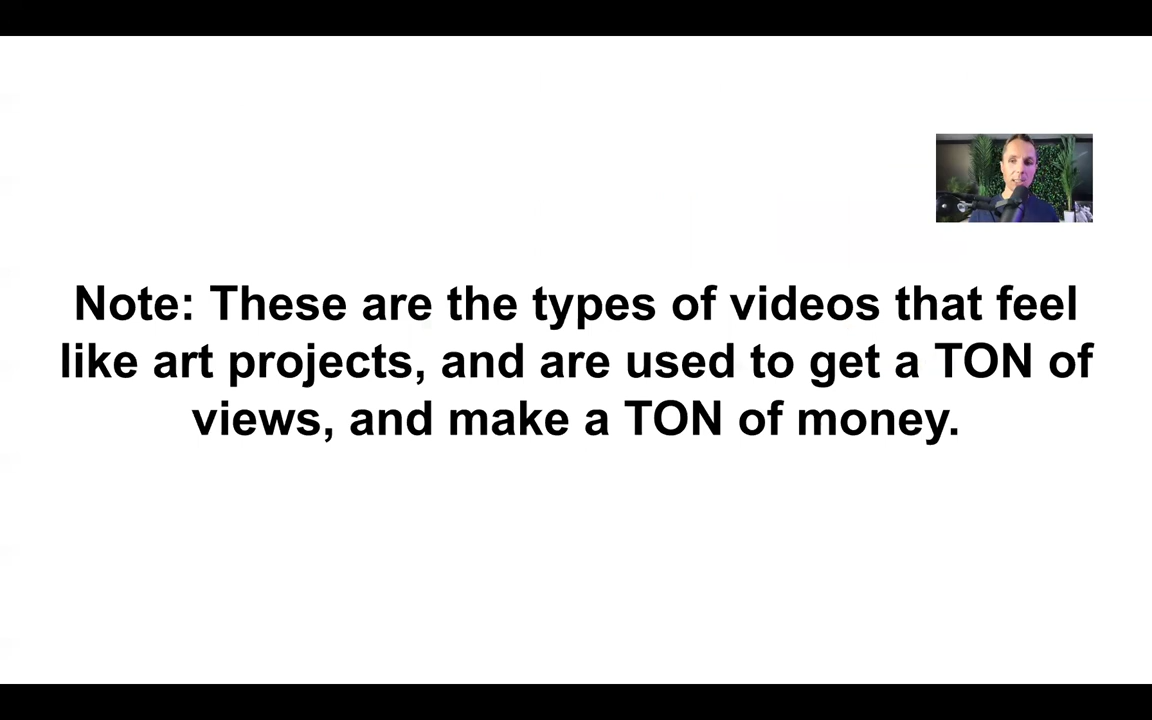 Note: These are the types of videos that feel
like art projects, and are used to get a TON of
views, and make a TON of money.